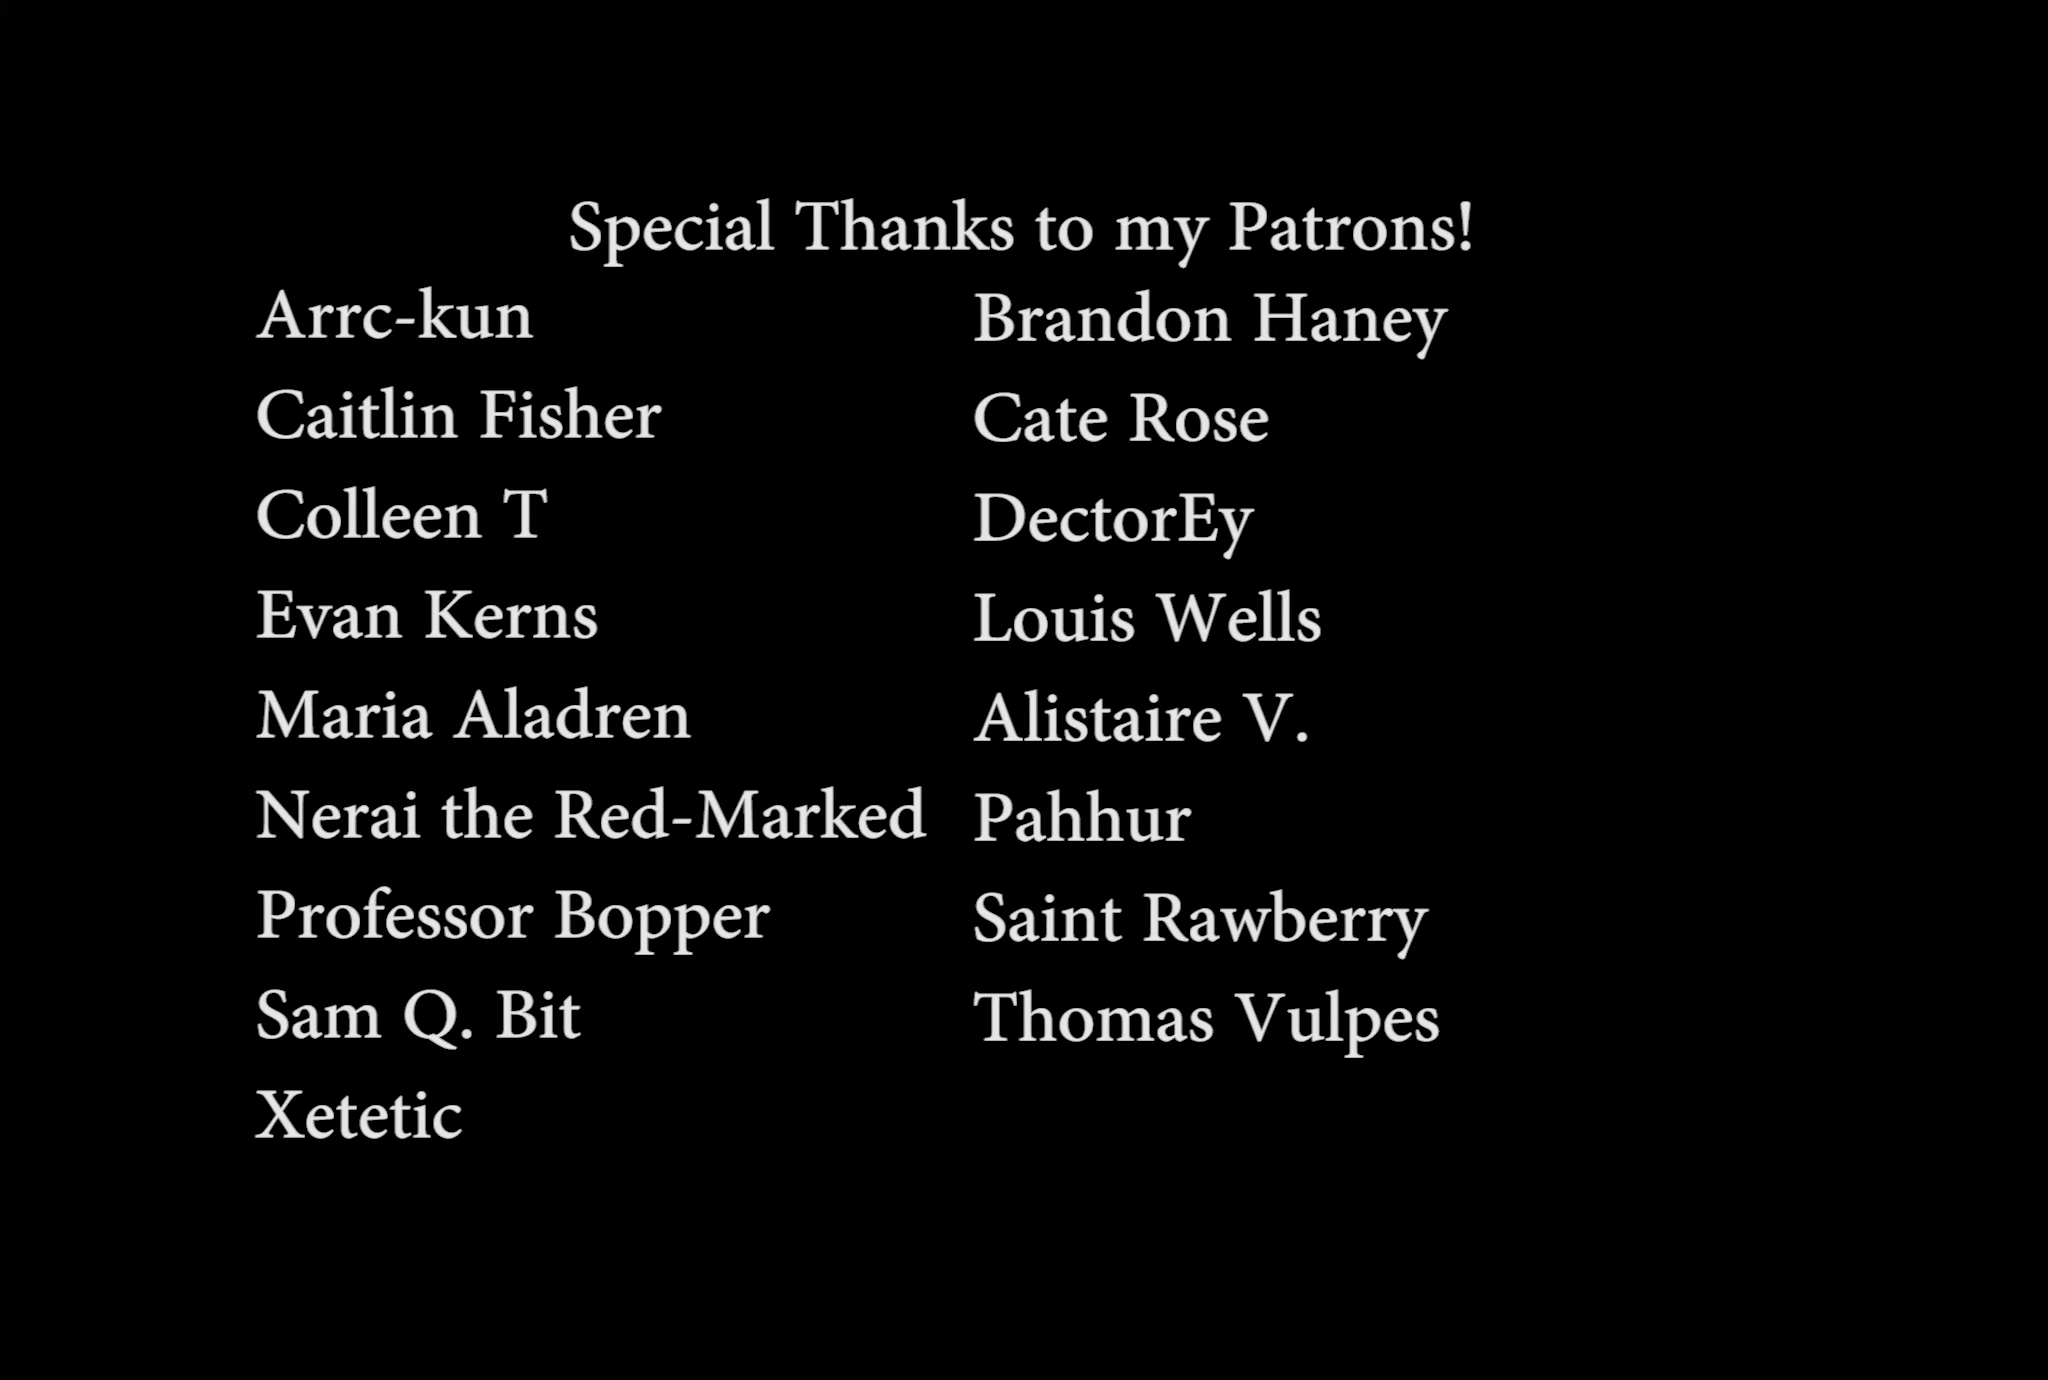 Special Thanks to my Patrons!
Arrc-kun
Caitlin Fisher
Colleen T
Evan Kerns
Maria Aladren
Nerai the Red-Marked
Professor Bopper
Sam Q. Bit
Xetetic
Brandon Haney
Cate Rose
DectorEy
Louis Wells
Alistaire V.
Pahhur
Saint Rawberry
Thomas Vulpes